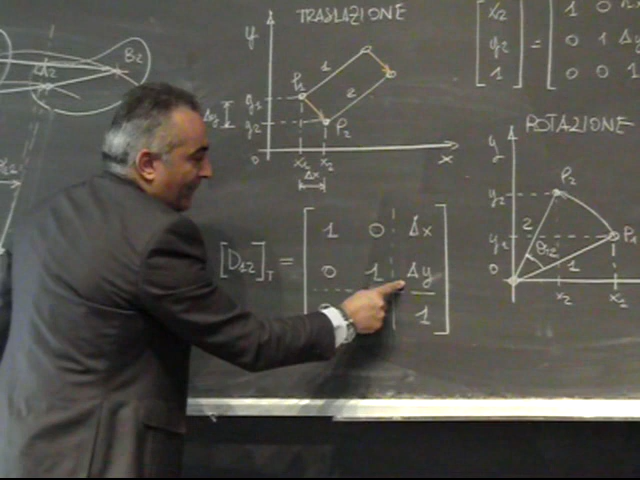 B2
TRASLAZIONE
y
P1
1
2
y1
y2
Δy
P2
0
x1 x2
x
Δx
x2
y2
1
=
1 0
0 1 Δy
0 0 1
[D12]T = 1 0 Δx
0 1 Δy
1
ROTAZIONE
y
P2
y2
2
P1
y1
θ12
1
0
x2 x1